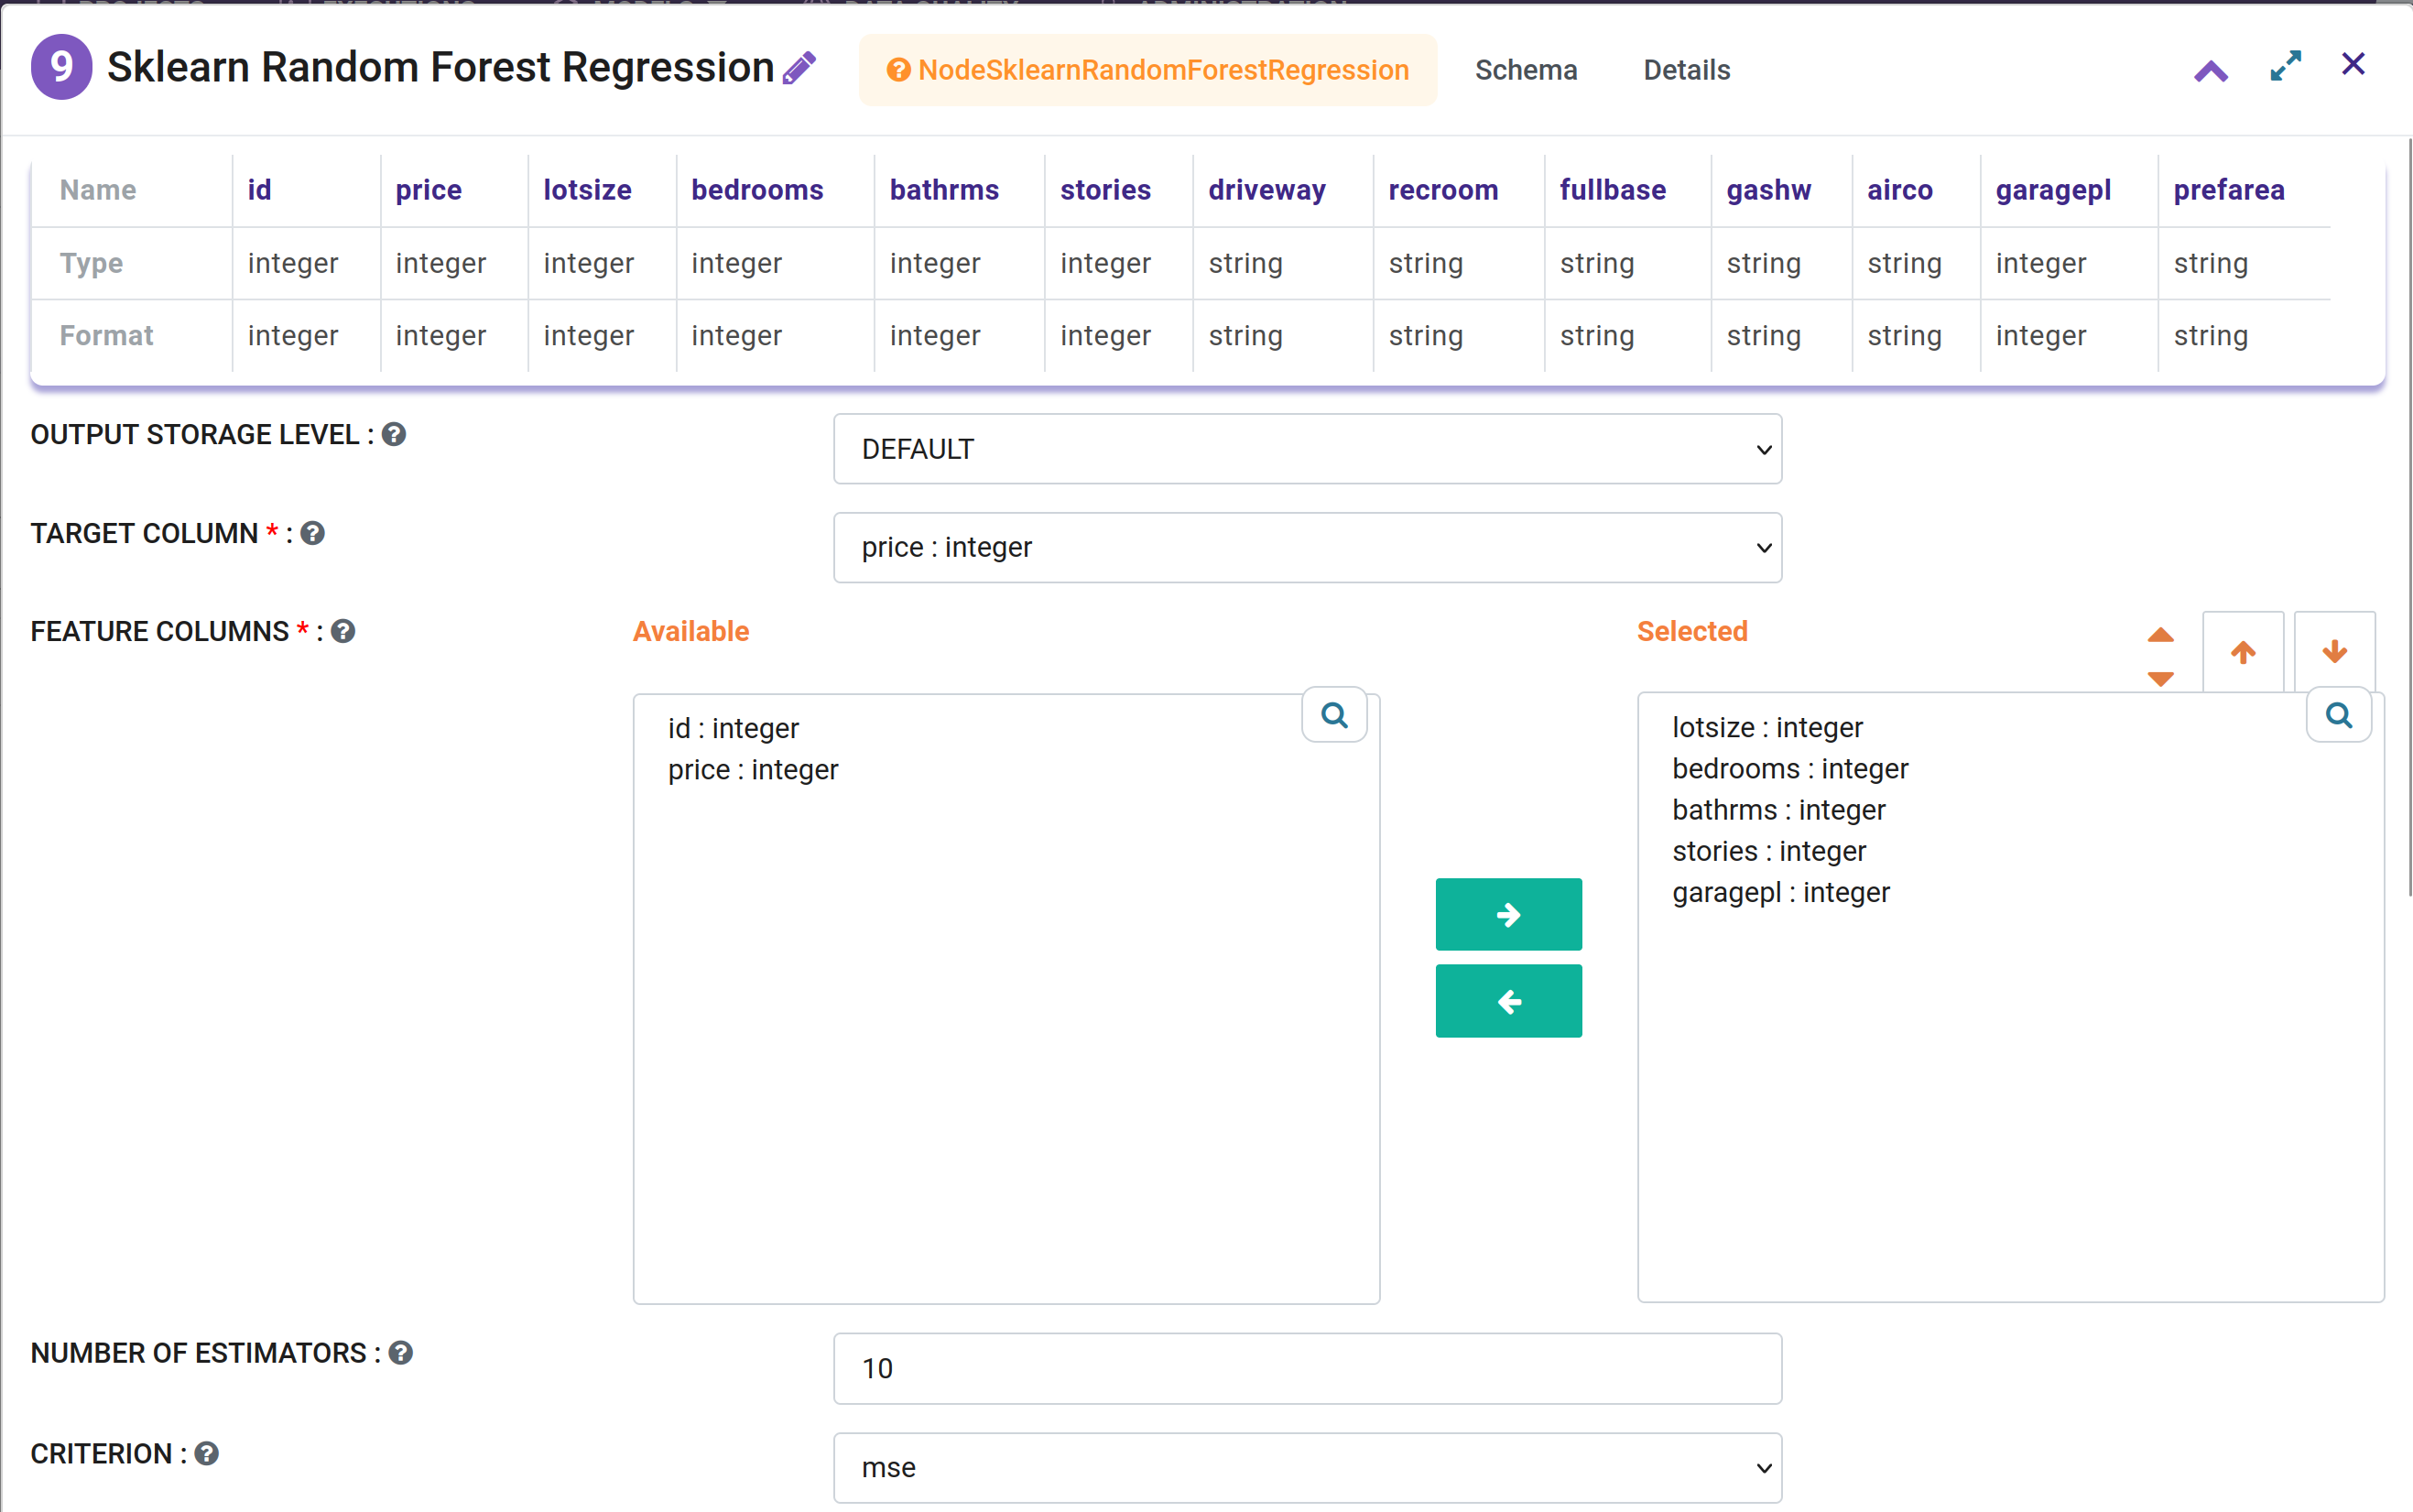 9 Sklearn Random Forest Regression NodeSklearnRandomForestRegression Schema Details
Name id price lotsize bedrooms bathrms stories driveway recroom fullbase gashw airco garagepl prefarea
Type integer integer integer integer integer integer string string string string string integer string
Format integer integer integer integer integer integer string string string string string integer string
OUTPUT STORAGE LEVEL : DEFAULT
TARGET COLUMN * : price : integer
FEATURE COLUMNS * : Available Selected
id : integer
price : integer
lotsize : integer
bedrooms : integer
bathrms : integer
stories : integer
garagepl : integer
NUMBER OF ESTIMATORS : 10
CRITERION : mse